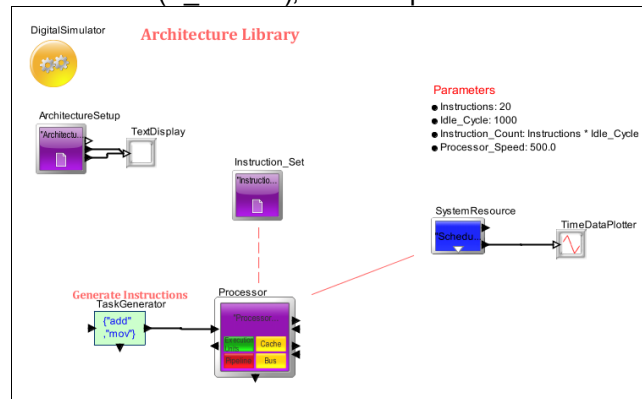 DigitalSimulator
Architecture Library
Parameters
Instructions: 20
Idle_Cycle: 1000
Instruction_Count: Instructions * Idle_Cycle
Processor_Speed: 500.0
ArchitectureSetup
"Architectu...
TextDisplay
Instruction_Set
"Instructio...
SystemResource
"Schedu...
TimeDataPlotter
Generate Instructions
TaskGenerator
{"add"
,"mov"}
Processor
"Processor...
Cache
Pipeline
Bus